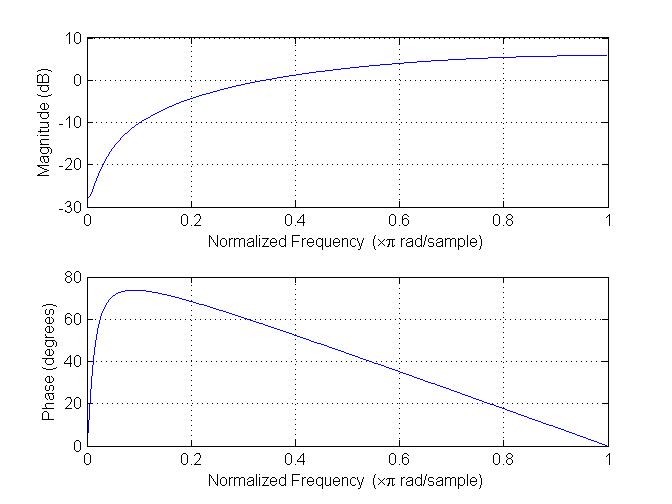 10
0
-10
-20
-30
Magnitude (dB)
0 0.2 0.4 0.6 0.8 1
Normalized Frequency (×π rad/sample)
80
60
40
20
0
Phase (degrees)
0 0.2 0.4 0.6 0.8 1
Normalized Frequency (×π rad/sample)